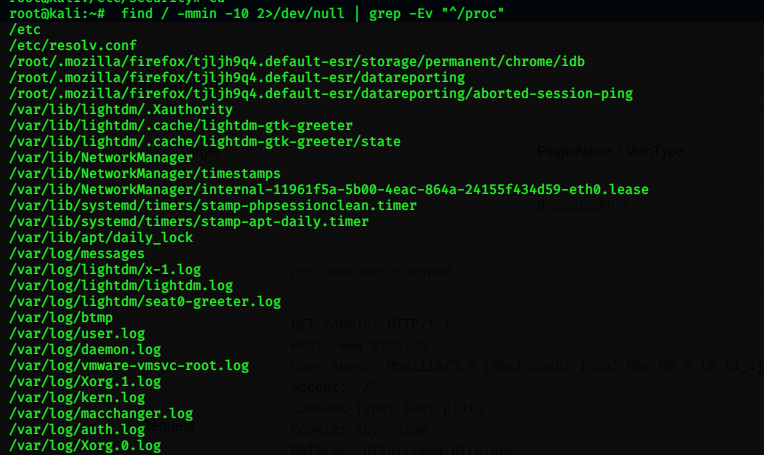 root@kali:~#  find / -mmin -10 2>/dev/null | grep -Ev "^/proc"
/etc
/etc/resolv.conf
/root/.mozilla/firefox/tjljh9q4.default-esr/storage/permanent/chrome/idb
/root/.mozilla/firefox/tjljh9q4.default-esr/datareporting
/root/.mozilla/firefox/tjljh9q4.default-esr/datareporting/aborted-session-ping
/var/lib/lightdm/.Xauthority
/var/lib/lightdm/.cache/lightdm-gtk-greeter
/var/lib/lightdm/.cache/lightdm-gtk-greeter/state
PluginName / VulnType
/var/lib/NetworkManager
/var/lib/NetworkManager/timestamps
/var/lib/NetworkManager/internal-11961f5a-5b00-4eac-864a-24155f434d59-eth0.lease
/var/lib/systemd/timers/stamp-phpsessionclean.timer
/var/lib/systemd/timers/stamp-apt-daily.timer
/var/lib/apt/daily_lock
/var/log/messages
/var/log/lightdm/x-1.log
http://www.btrc.cn/admin/
/var/log/lightdm/lightdm.log
/var/log/lightdm/seat0-greeter.log
/var/log/btmp
GET /admin/ HTTP/1.1
/var/log/user.log
Host: www.btrc.cn
/var/log/daemon.log
/var/log/vmware-vmsvc-root.log
User-Agent: Mozilla/5.0 (Macintosh; Intel Mac OS X 10_14_4)
/var/log/Xorg.1.log
Accept: */*
/var/log/kern.log
/var/log/macchanger.log
Content-Type: text/plain
/var/log/auth.log
Cookie: key=value
/var/log/Xorg.0.log
Referer: http://www.btrc.cn/